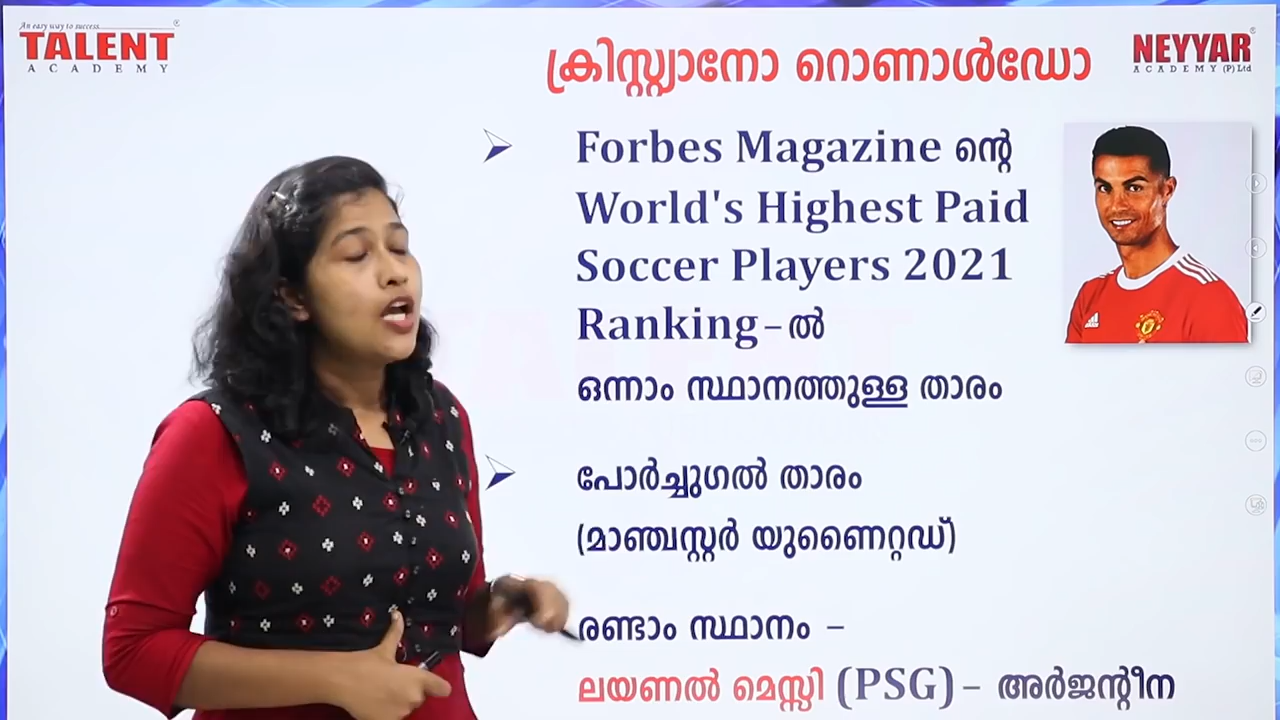 An easy way to success.
TALENT
ACADEMY
NEYYAR
ACADEMY (P) Ltd
ക്രിസ്റ്റ്യാനോ റൊണാൾഡോ
Forbes Magazine ന്റെ
World's Highest Paid
Soccer Players 2021
Ranking-ൽ
ഒന്നാം സ്ഥാനത്തുള്ള താരം
പോർച്ചുഗൽ താരം
(മാഞ്ചസ്റ്റർ യുണൈറ്റഡ്)
രണ്ടാം സ്ഥാനം -
ലയണൽ മെസ്സി (PSG) - അർജന്റീന